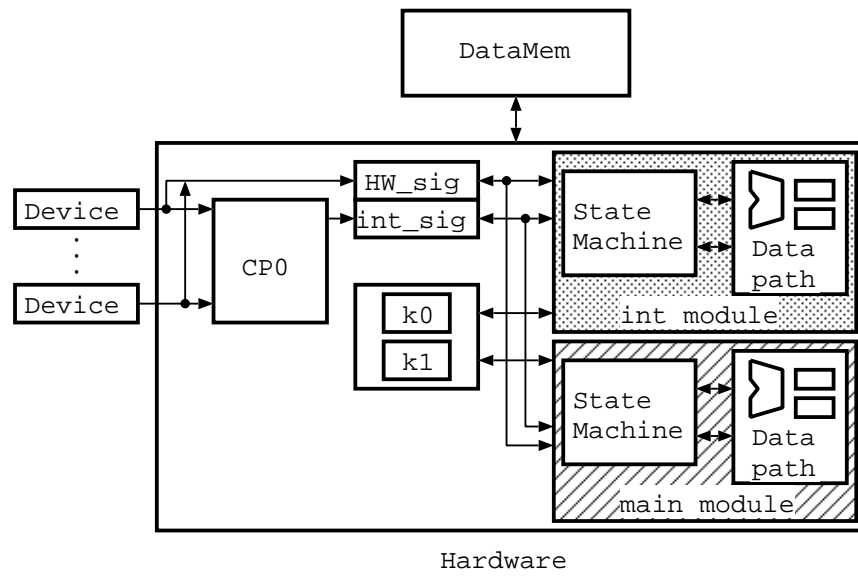 DataMem
HW_sig
int_sig
Device
.
.
.
Device
CP0
k0
k1
State
Machine
Data
path
int module
State
Machine
Data
path
main module
Hardware